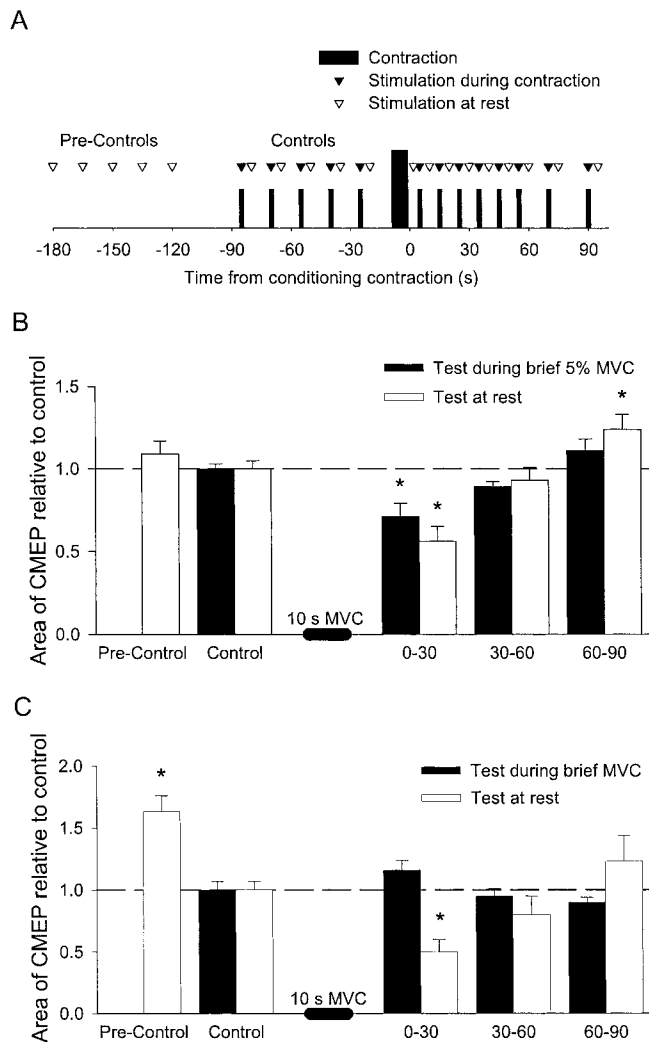 A
Contraction
Stimulation during contraction
Stimulation at rest
Pre-Controls Controls
-180 -150 -120 -90 -60 -30 0 30 60 90
Time from conditioning contraction (s)
B
Test during brief 5% MVC
Test at rest
Area of CMEP relative to control
1.5
1.0
0.5
0.0
* * *
10 s MVC
Pre-Control Control 0-30 30-60 60-90
C
Test during brief MVC
Test at rest
Area of CMEP relative to control
2.0
1.5
1.0
0.5
0.0
* *
10 s MVC
Pre-Control Control 0-30 30-60 60-90